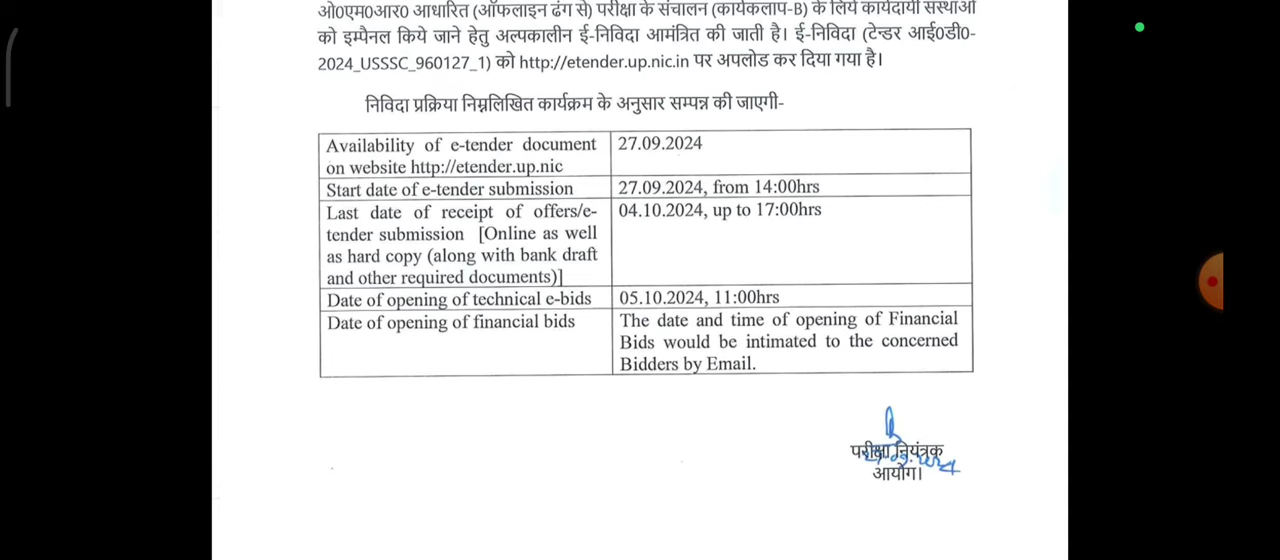 ओ0एम0आर0 आधारित (ऑफलाइन ढंग से) परीक्षा के संचालन (कार्यकलाप-B) के लिये कार्यदायी संस्थाओं
को इम्पैनल किये जाने हेतु अल्पकालीन ई-निविदा आमंत्रित की जाती है। ई-निविदा (टेन्डर आई0डी0-
2024_USSSC_960127_1) को http://etender.up.nic.in पर अपलोड कर दिया गया है।
निविदा प्रक्रिया निम्नलिखित कार्यक्रम के अनुसार सम्पन्न की जाएगी-
Availability of e-tender document
on website http://etender.up.nic
27.09.2024
Start date of e-tender submission
27.09.2024, from 14:00hrs
Last date of receipt of offers/e-
tender submission [Online as well
as hard copy (along with bank draft
and other required documents)]
04.10.2024, up to 17:00hrs
Date of opening of technical e-bids
05.10.2024, 11:00hrs
Date of opening of financial bids
The date and time of opening of Financial
Bids would be intimated to the concerned
Bidders by Email.
परीक्षा नियंत्रक
आयोग।